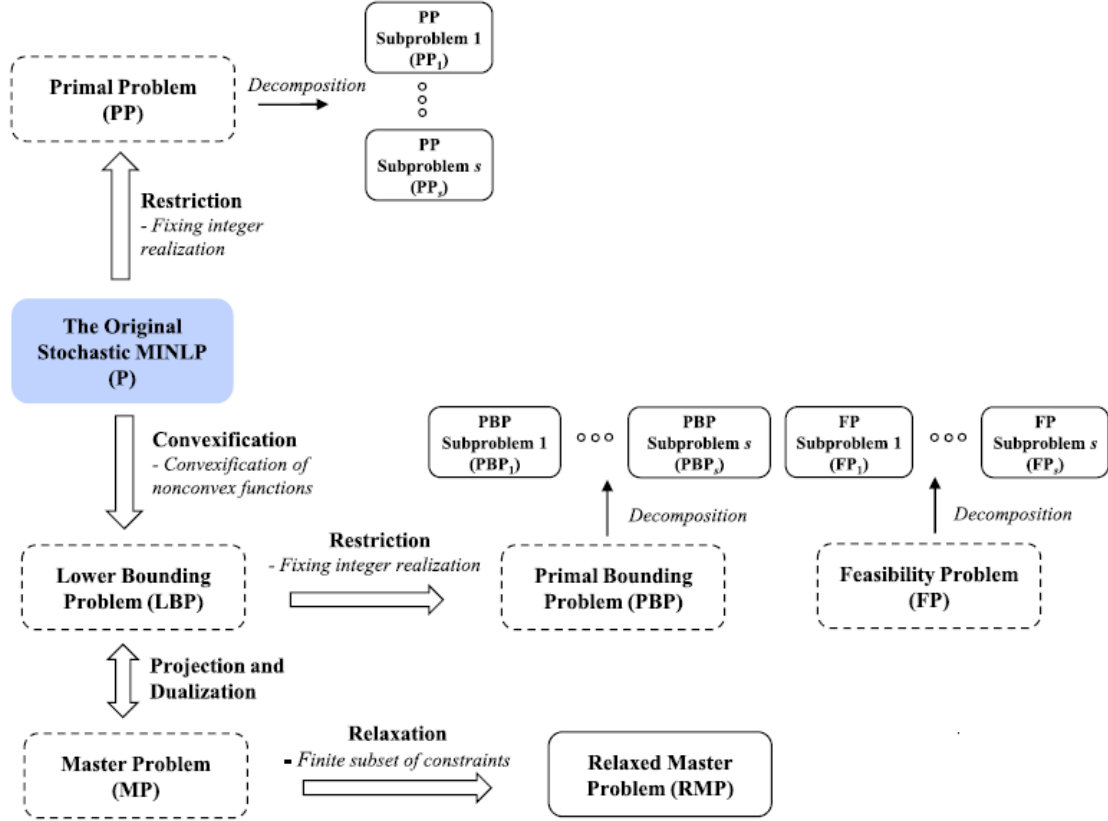 PP
Subproblem 1
(PP₁)
Primal Problem
(PP)
Decomposition
PP
Subproblem s
(PPₛ)
Restriction
- Fixing integer
realization
The Original
Stochastic MINLP
(P)
Convexification
- Convexification of
nonconvex functions
PBP
Subproblem 1
(PBP₁)
PBP
Subproblem s
(PBPₛ)
FP
Subproblem 1
(FP₁)
FP
Subproblem s
(FPₛ)
Decomposition
Decomposition
Lower Bounding
Problem (LBP)
Restriction
- Fixing integer realization
Primal Bounding
Problem (PBP)
Feasibility Problem
(FP)
Projection and
Dualization
Master Problem
(MP)
Relaxation
- Finite subset of constraints
Relaxed Master
Problem (RMP)